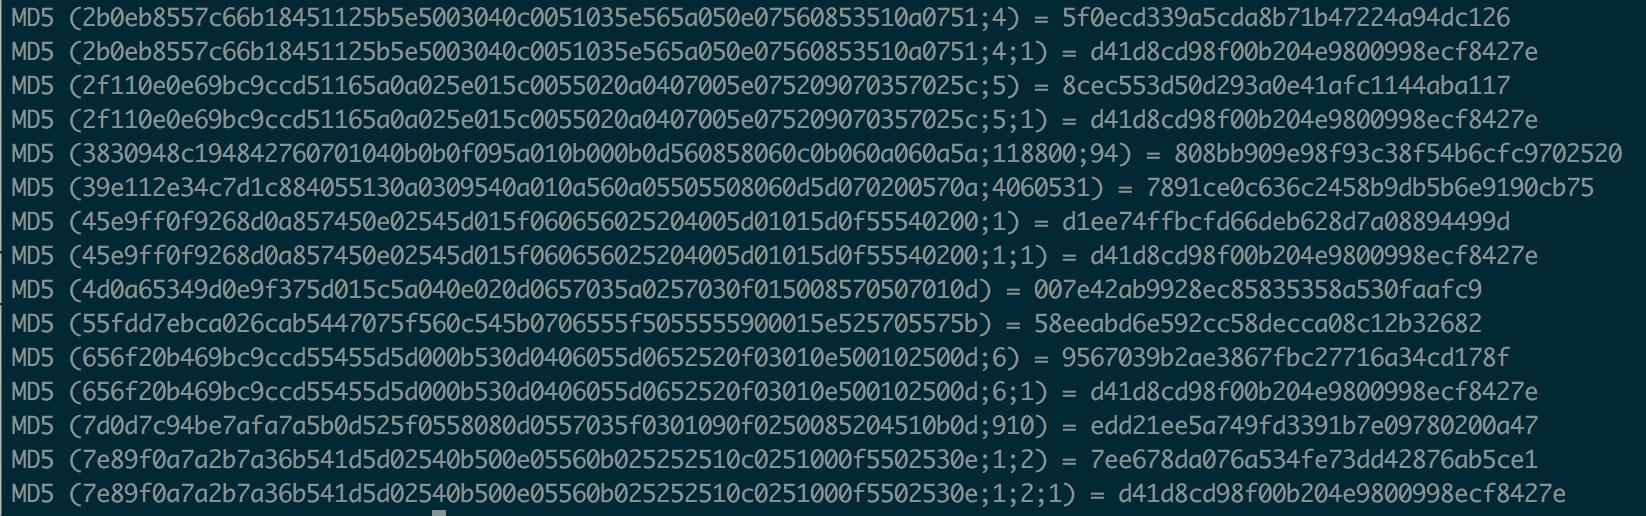 MD5 (2b0eb8557c66b18451125b5e5003040c0051035e565a050e07560853510a0751;4) = 5f0ecd339a5cda8b71b47224a94dc126
MD5 (2b0eb8557c66b18451125b5e5003040c0051035e565a050e07560853510a0751;4;1) = d41d8cd98f00b204e9800998ecf8427e
MD5 (2f110e0e69bc9ccd51165a0a025e015c0055020a0407005e075209070357025c;5) = 8cec553d50d293a0e41afc1144aba117
MD5 (2f110e0e69bc9ccd51165a0a025e015c0055020a0407005e075209070357025c;5;1) = d41d8cd98f00b204e9800998ecf8427e
MD5 (3830948c194842760701040b0b0f095a010b000b0d560858060c0b060a060a5a;118800;94) = 808bb909e98f93c38f54b6cfc9702520
MD5 (39e112e34c7d1c884055130a0309540a010a560a05505508060d5d070200570a;4060531) = 7891ce0c636c2458b9db5b6e9190cb75
MD5 (45e9ff0f9268d0a857450e02545d015f060656025204005d01015d0f55540200;1) = d1ee74ffbcfd66deb628d7a08894499d
MD5 (45e9ff0f9268d0a857450e02545d015f060656025204005d01015d0f55540200;1;1) = d41d8cd98f00b204e9800998ecf8427e
MD5 (4d0a65349d0e9f375d015c5a040e020d0657035a0257030f015008570507010d) = 007e42ab9928ec85835358a530faafc9
MD5 (55fdd7ebca026cab5447075f560c545b0706555f5055555900015e525705575b) = 58eeabd6e592cc58decca08c12b32682
MD5 (656f20b469bc9ccd55455d5d000b530d0406055d0652520f03010e500102500d;6) = 9567039b2ae3867fbc27716a34cd178f
MD5 (656f20b469bc9ccd55455d5d000b530d0406055d0652520f03010e500102500d;6;1) = d41d8cd98f00b204e9800998ecf8427e
MD5 (7d0d7c94be7afa7a5b0d525f0558080d0557035f0301090f0250085204510b0d;910) = edd21ee5a749fd3391b7e09780200a47
MD5 (7e89f0a7a2b7a36b541d5d02540b500e05560b025252510c0251000f5502530e;1;2) = 7ee678da076a534fe73dd42876ab5ce1
MD5 (7e89f0a7a2b7a36b541d5d02540b500e05560b025252510c0251000f5502530e;1;2;1) = d41d8cd98f00b204e9800998ecf8427e